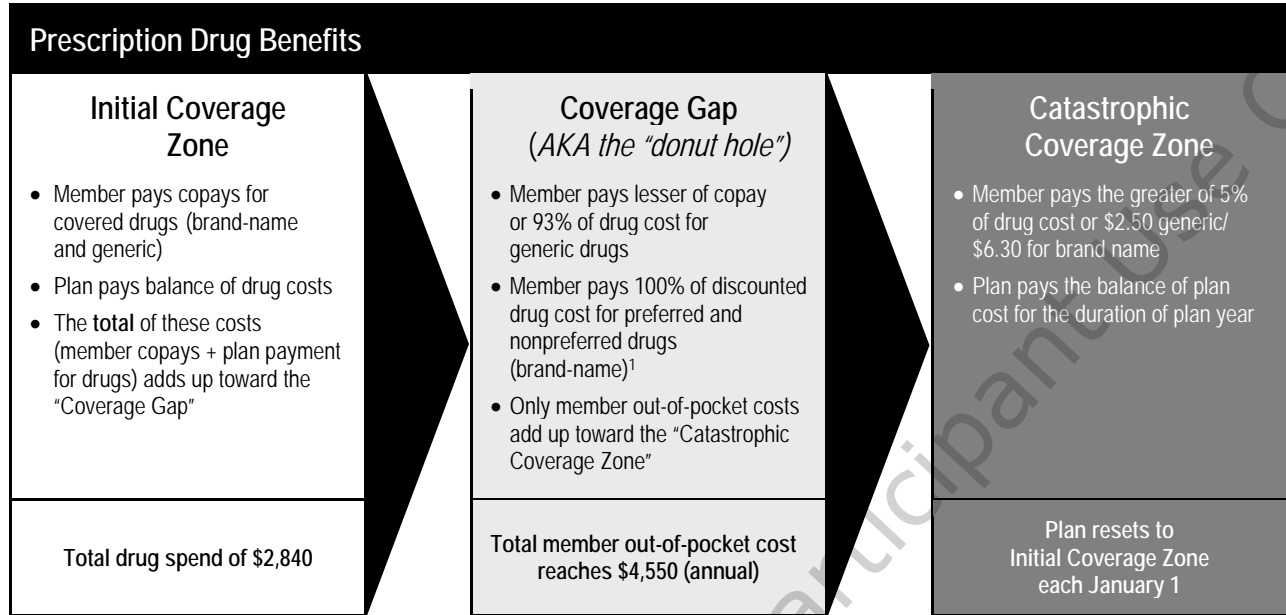 Prescription Drug Benefits
Initial Coverage
Zone
• Member pays copays for
covered drugs (brand-name
and generic)
• Plan pays balance of drug costs
• The total of these costs
(member copays + plan payment
for drugs) adds up toward the
"Coverage Gap"
Total drug spend of $2,840
Coverage Gap
(AKA the "donut hole")
• Member pays lesser of copay
or 93% of drug cost for
generic drugs
• Member pays 100% of discounted
drug cost for preferred and
nonpreferred drugs
(brand-name)1
• Only member out-of-pocket costs
add up toward the "Catastrophic
Coverage Zone"
Total member out-of-pocket cost
reaches $4,550 (annual)
Catastrophic
Coverage Zone
• Member pays the greater of 5%
of drug cost or $2.50 generic/
$6.30 for brand name
• Plan pays the balance of plan
cost for the duration of plan year
Plan resets to
Initial Coverage Zone
each January 1
articipant Use